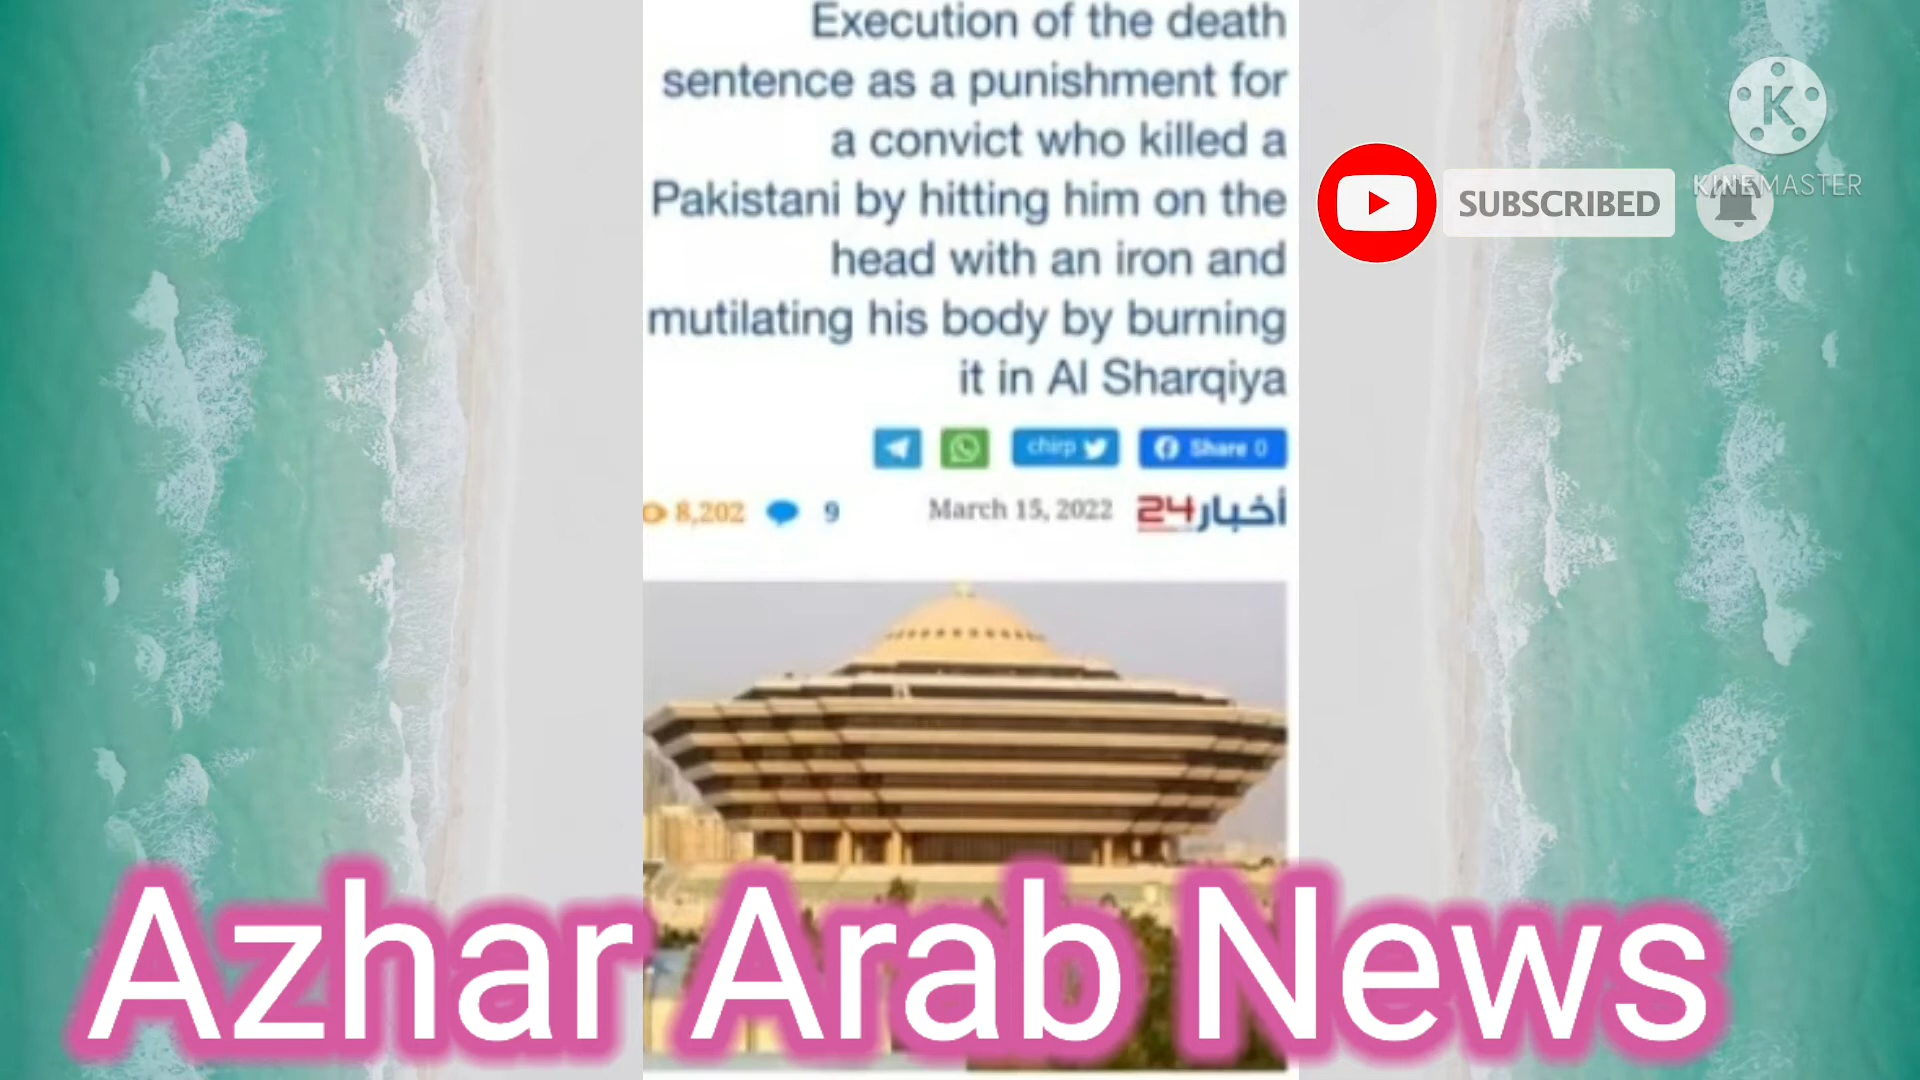 Execution of the death
sentence as a punishment for
a convict who killed a
Pakistani by hitting him on the
head with an iron and
mutilating his body by burning
it in Al Sharqiya
chirp
Share 0
8,202
9
March 15, 2022
أخبار24
K
KINEMASTER
SUBSCRIBED
Azhar Arab News